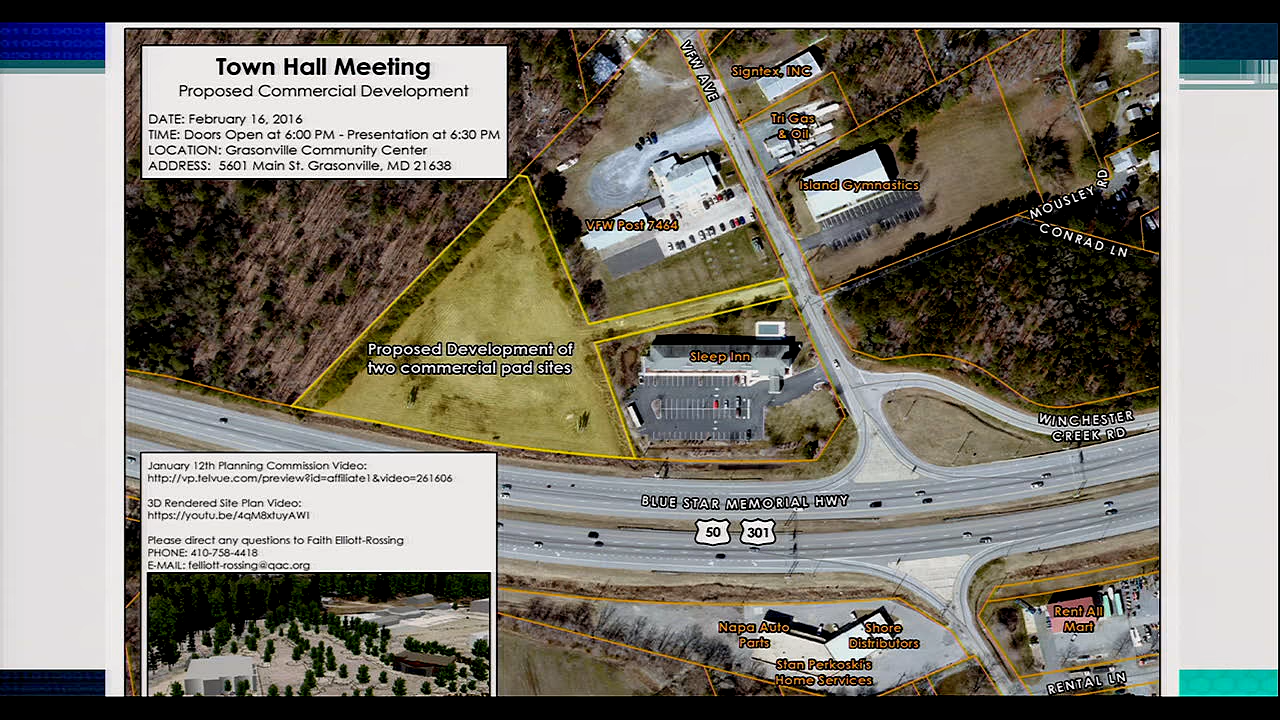 Town Hall Meeting
Proposed Commercial Development
DATE: February 16, 2016
TIME: Doors Open at 6:00 PM - Presentation at 6:30 PM
LOCATION: Grasonville Community Center
ADDRESS: 5601 Main St. Grasonville, MD 21638
VFW AVE
Signtex, INC
Tri Gas
& Oil
Island Gymnastics
MOUSLEY RD
CONRAD LN
VFW Post 7464
Proposed Development of
two commercial pad sites
Sleep Inn
WINCHESTER
CREEK RD
BLUE STAR MEMORIAL HWY
50 301
January 12th Planning Commission Video:
http://vp.telvue.com/preview?id=affiliate1&video=261606
3D Rendered Site Plan Video:
https://youtu.be/4qM8xtuyAWI
Please direct any questions to Faith Elliott-Rossing
PHONE: 410-758-4418
E-MAIL: felliott-rossing@qac.org
Napa Auto
Parts
Shore
Distributors
Stan Perkoski's
Home Services
Rent All
Mart
RENTAL LN